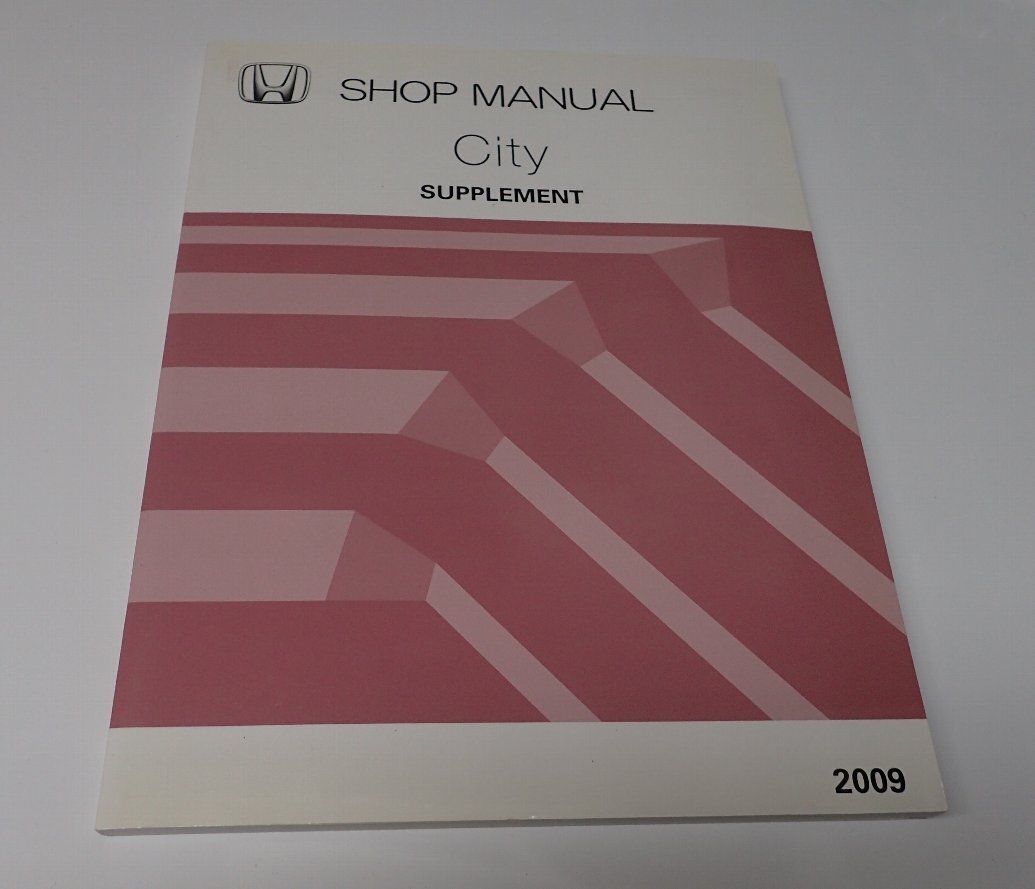 SHOP MANUAL
City
SUPPLEMENT
2009